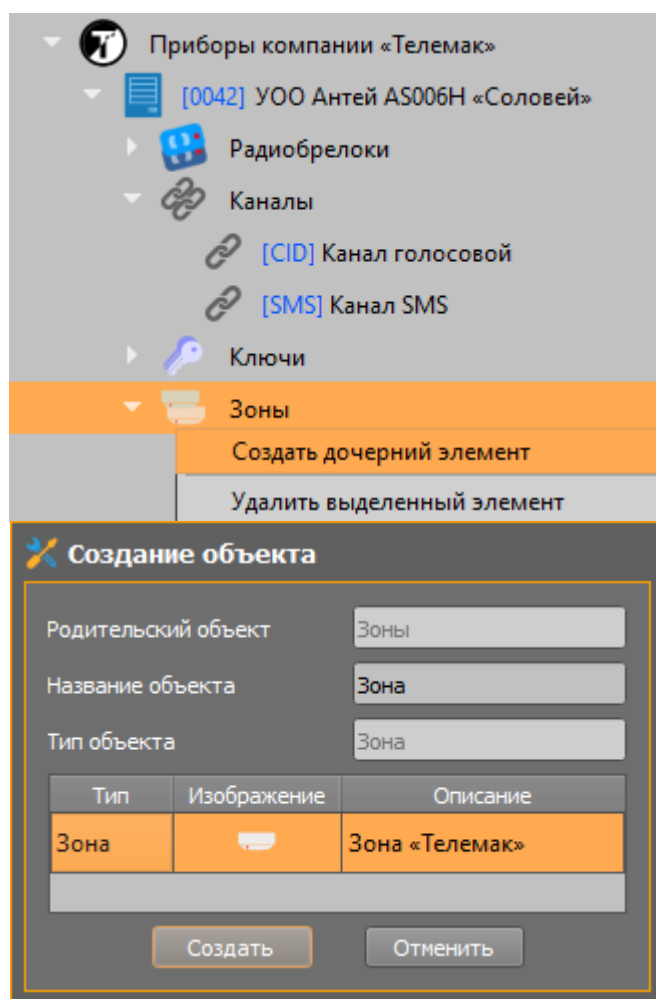 Приборы компании «Телемак»
[0042] УОО Антей AS006H «Соловей»
Радиобрелоки
Каналы
[CID] Канал голосовой
[SMS] Канал SMS
Ключи
Зоны
Создать дочерний элемент
Удалить выделенный элемент
Создание объекта
Родительский объект Зоны
Название объекта Зона
Тип объекта Зона
Тип Изображение Описание
Зона Зона «Телемак»
Создать Отменить